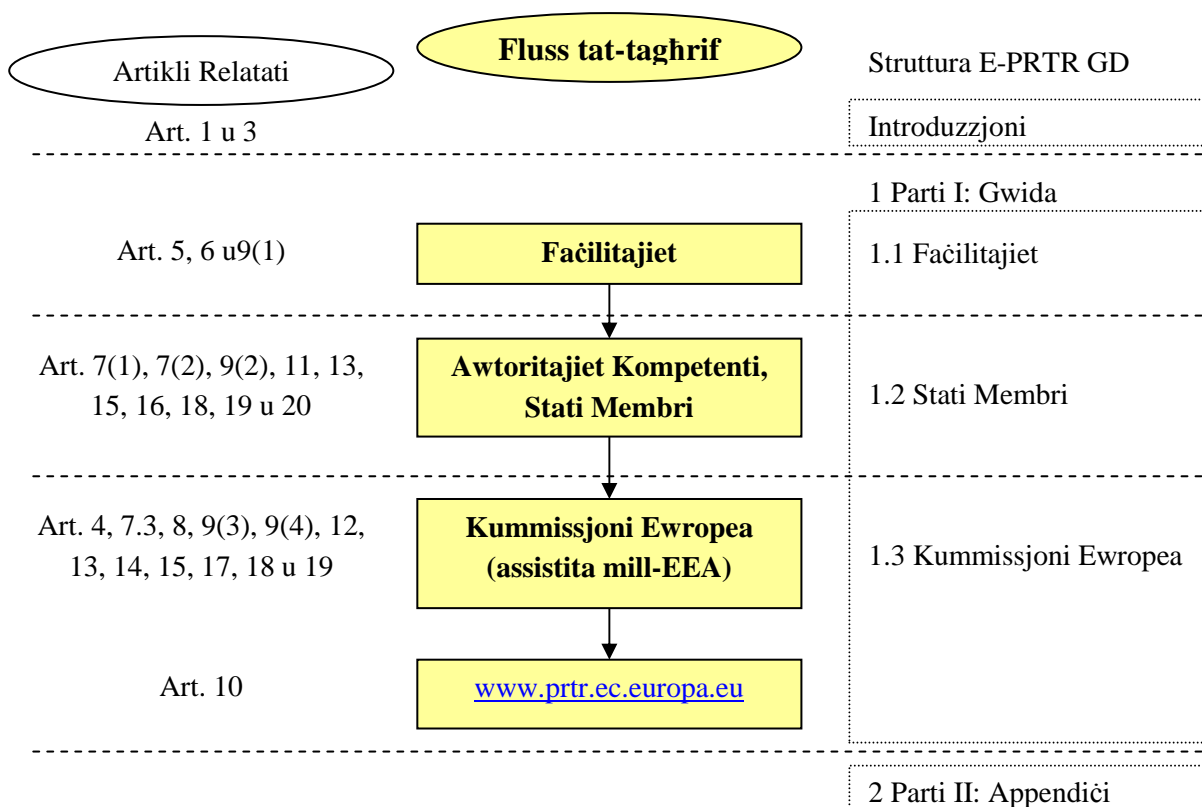 Artikli Relatati
Fluss tat-tagħrif
Struttura E-PRTR GD
Art. 1 u 3
Introduzzjoni
1 Parti I: Gwida
Art. 5, 6 u9(1)
Faċilitajiet
1.1 Faċilitajiet
Art. 7(1), 7(2), 9(2), 11, 13,
15, 16, 18, 19 u 20
Awtoritajiet Kompetenti,
Stati Membri
1.2 Stati Membri
Art. 4, 7.3, 8, 9(3), 9(4), 12,
13, 14, 15, 17, 18 u 19
Kummissjoni Ewropea
(assistita mill-EEA)
1.3 Kummissjoni Ewropea
Art. 10
www.prtr.ec.europa.eu
2 Parti II: Appendiċi